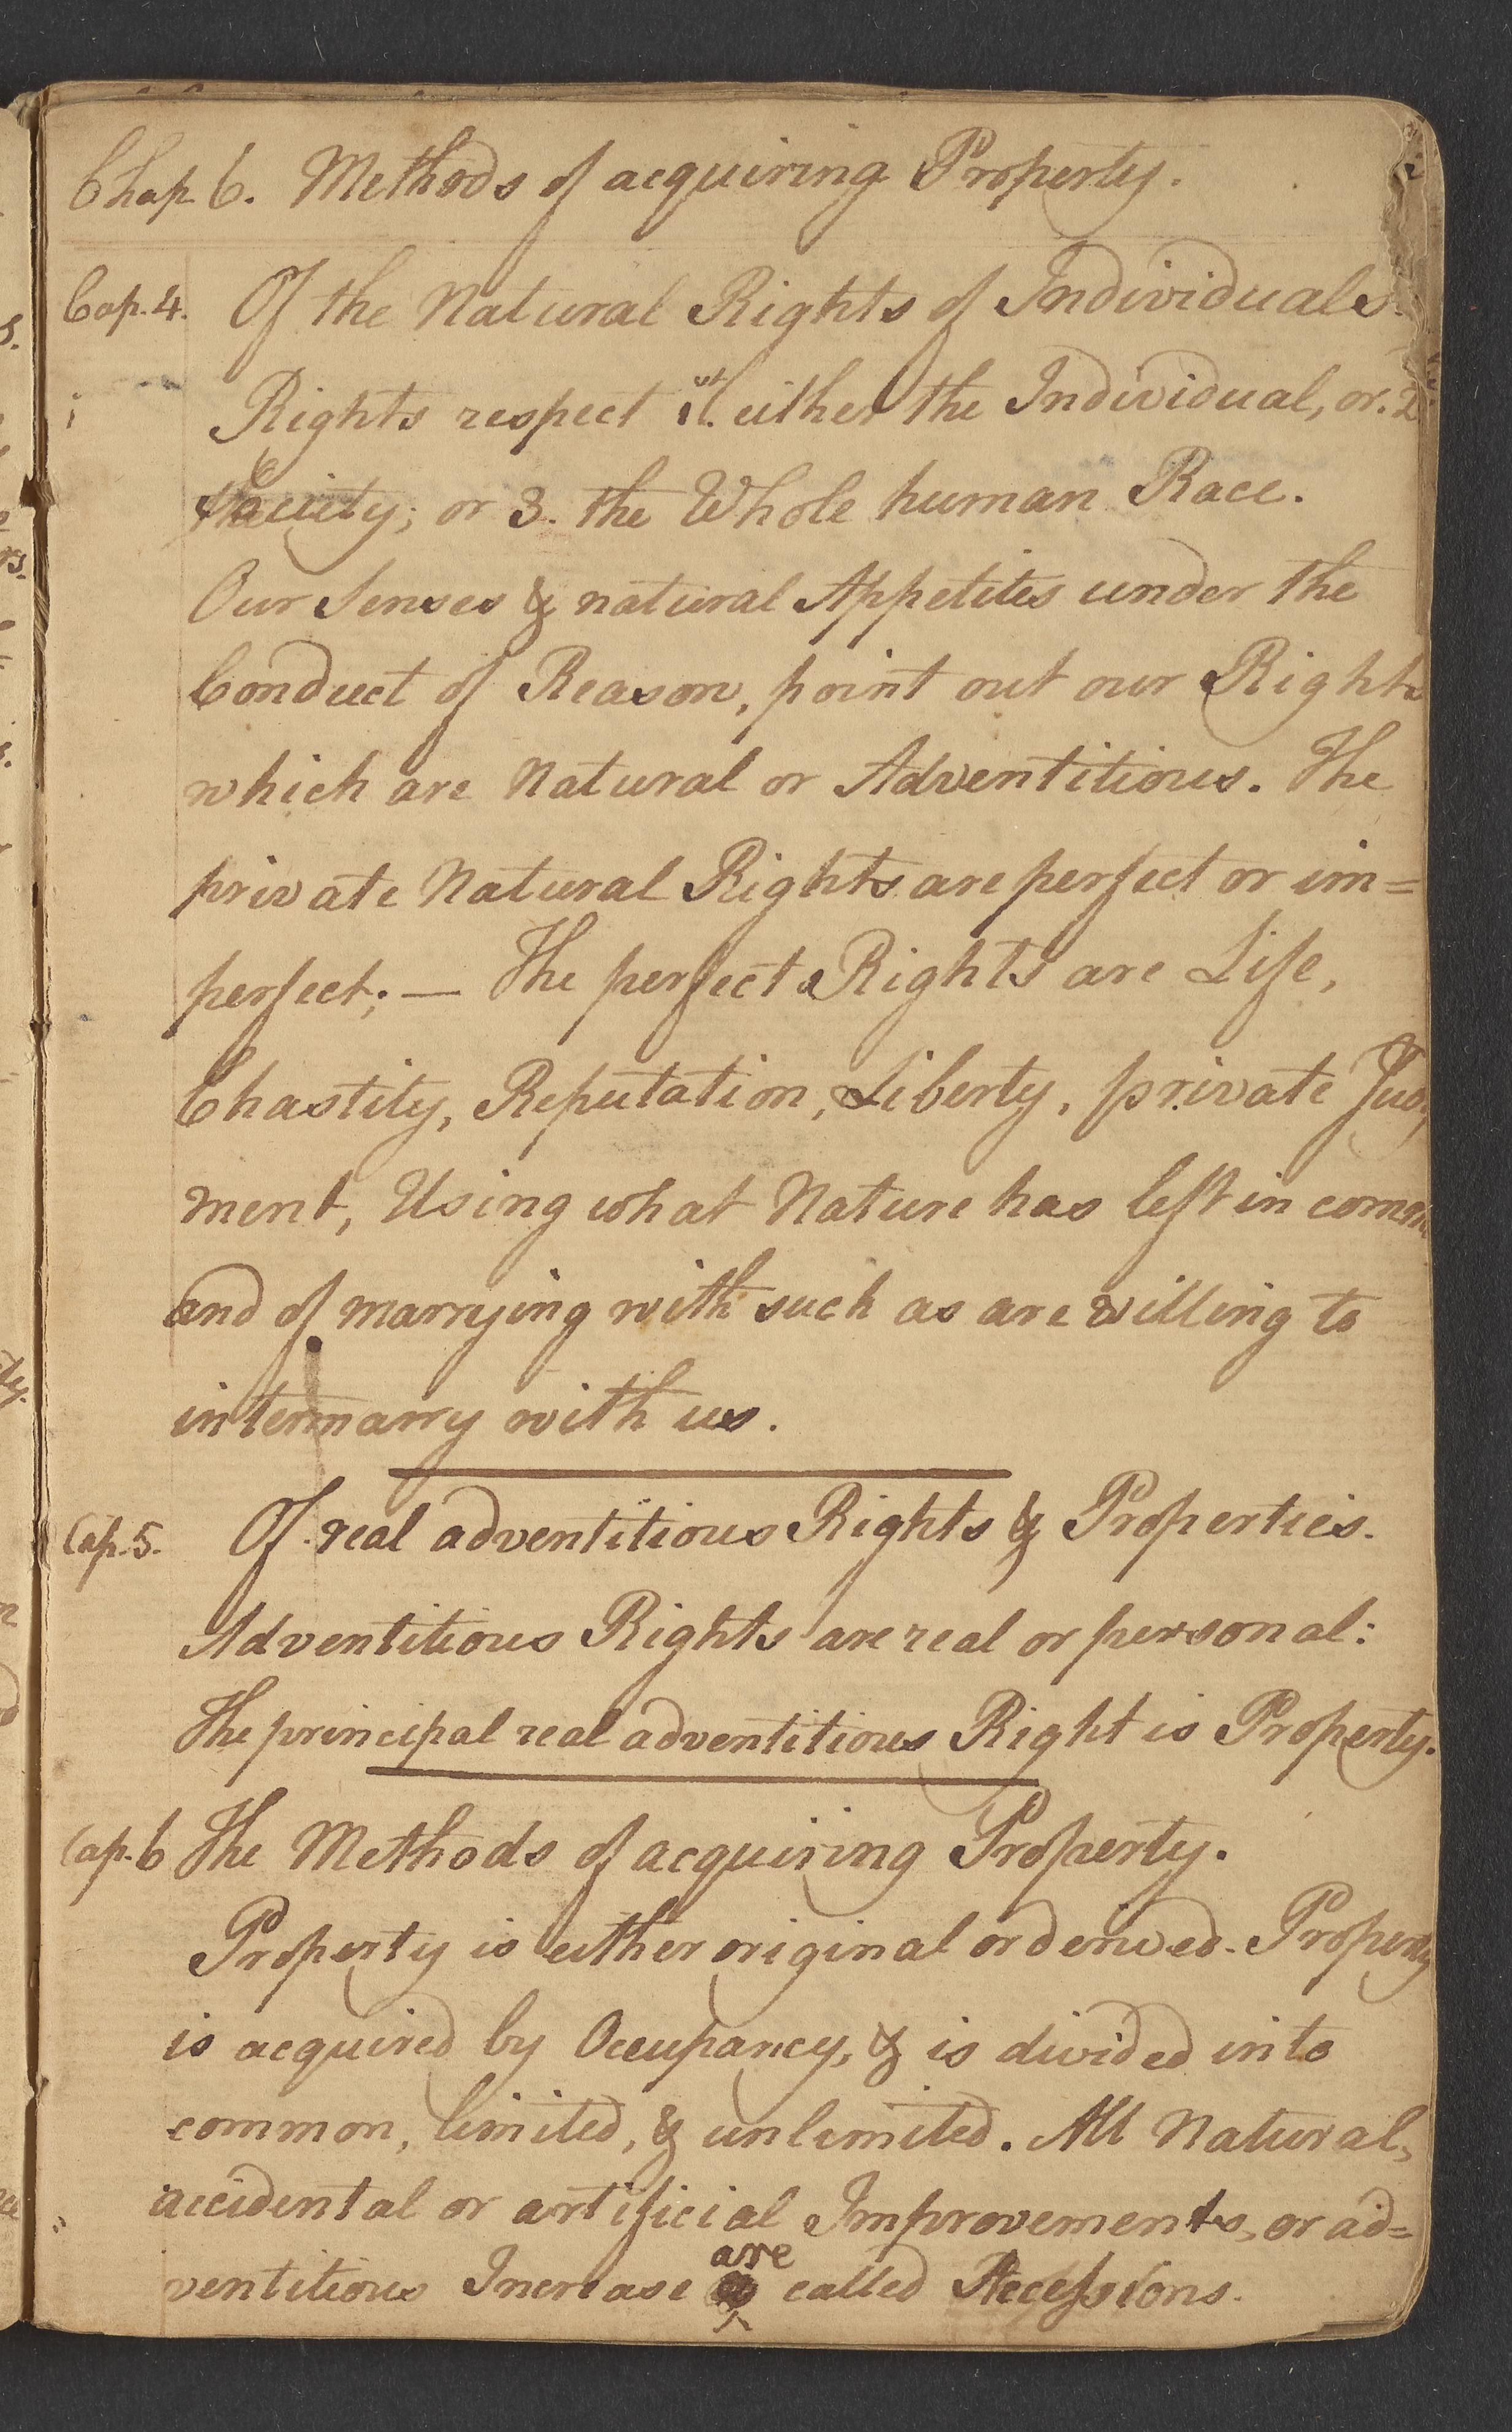 Chap. 6. Methods of acquiring Property.
Cap. 4. Of the Natural Rights of Individuals.
Rights respect 1st. either the Individual, or. 2
Society; or 3. the Whole human Race.
Our Senses & natural Appetites under the
Conduct of Reason, point out our Rights
which are Natural or Adventitious. The
private Natural Rights are perfect or im=
perfect; — The perfect Rights are Life,
Chastity, Reputation, Liberty, private Judg
ment, Using what Nature has left in common
and of marrying with such as are willing to
intermarry with us.
Cap. 5. Of real adventitious Rights & Properties.
Adventitious Rights are real or personal:
The principal real adventitious Right is Property.
Cap. 6 The Methods of acquiring Property.
Property is either original or derived. Property
is acquired by Occupancy, & is divided into
common, limited, & unlimited. All Natural,
accidental or artificial Improvements, or ad=
ventitious Increase are called Accessions.